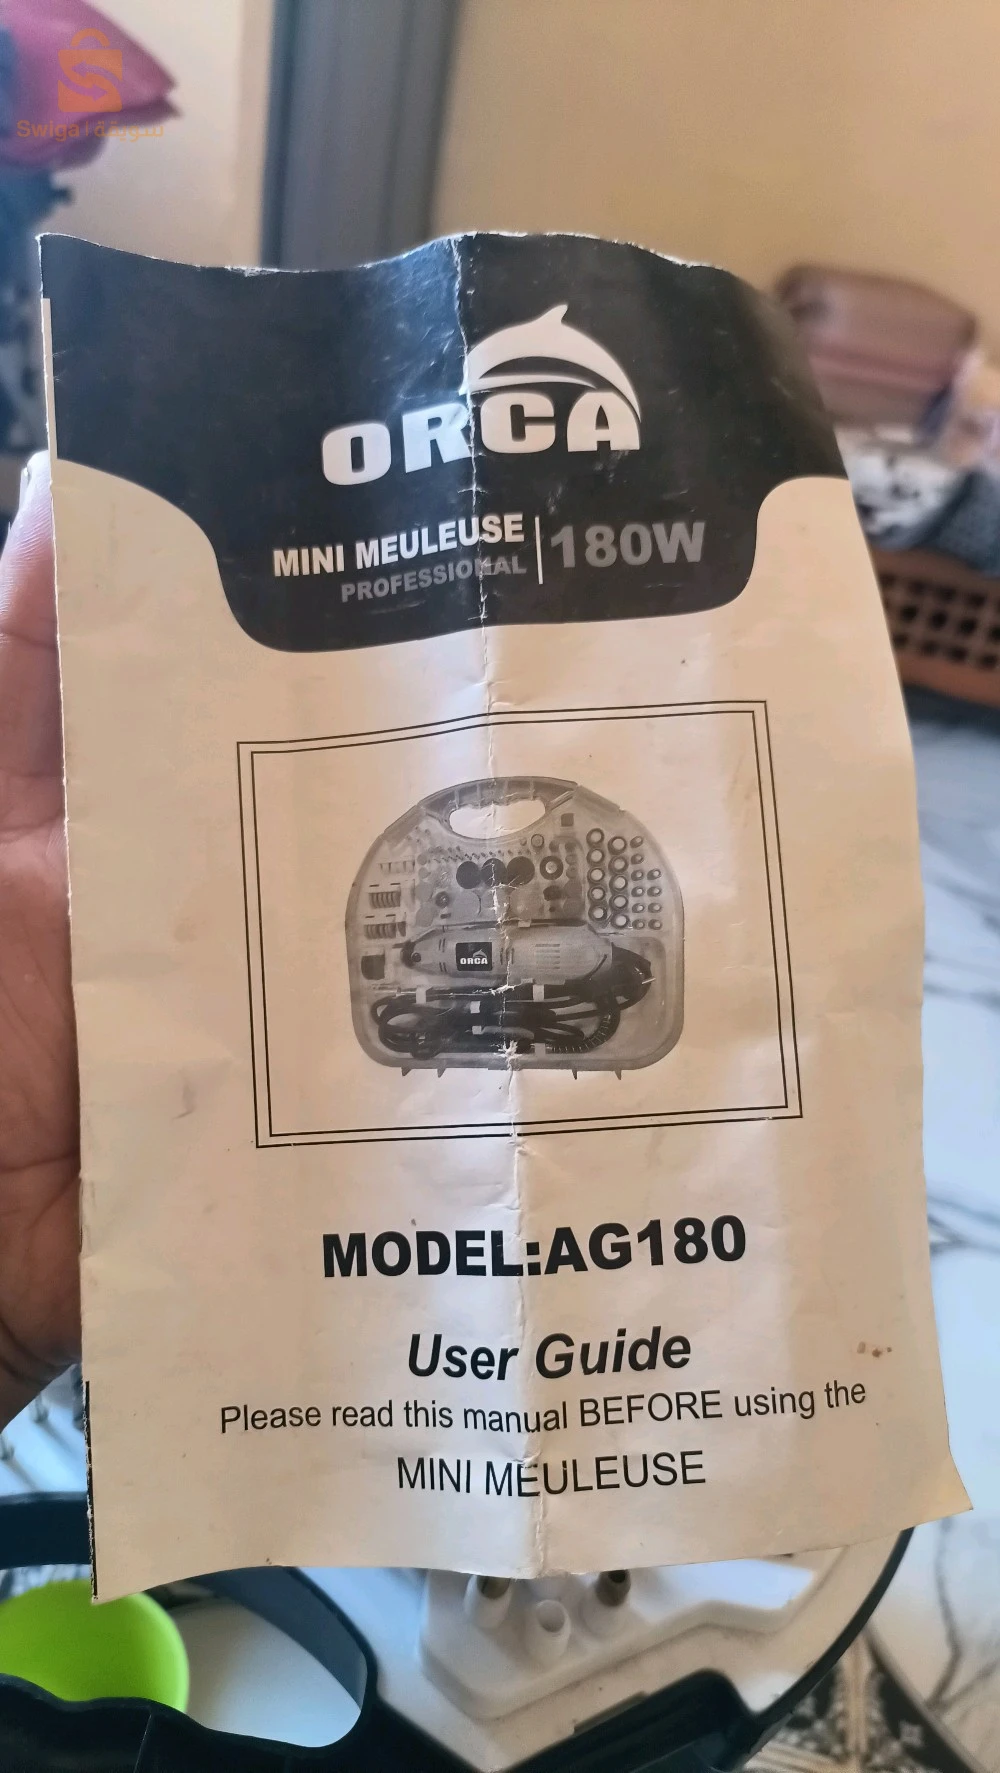 Swiga | سويقة
ORCA
MINI MEULEUSE
PROFESSIONAL
180W
ORCA
MODEL:AG180
User Guide
Please read this manual BEFORE using the
MINI MEULEUSE